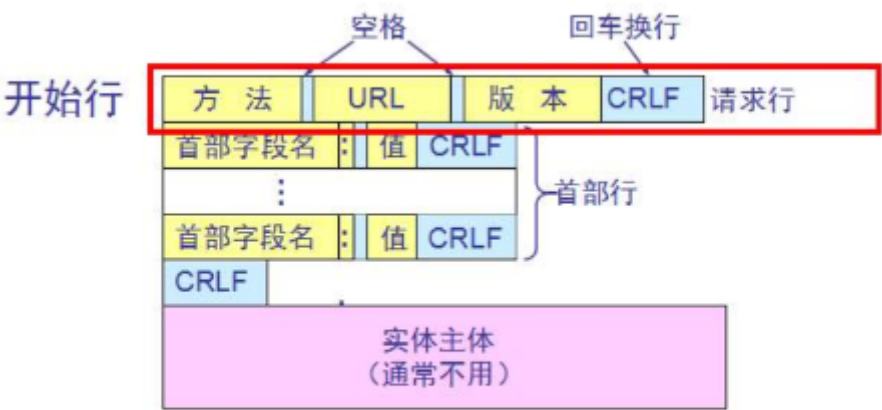 空格 回车换行
开始行 方 法 URL 版 本 CRLF 请求行
首部字段名 : 值 CRLF
⋮ 首部行
首部字段名 : 值 CRLF
CRLF
实体主体
（通常不用）